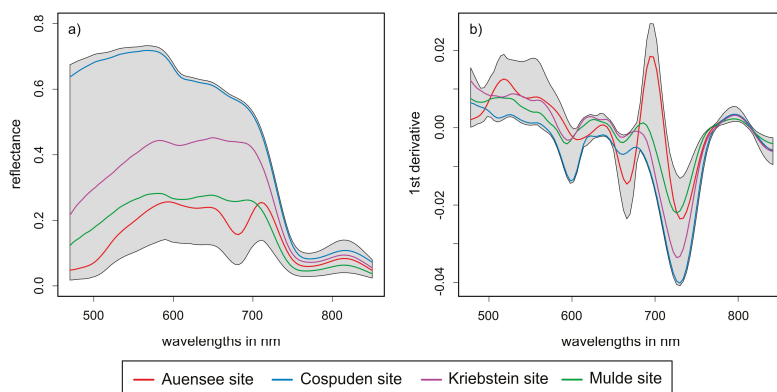 a)
reflectance
0.0
0.2
0.4
0.6
0.8
500
600
700
800
wavelengths in nm
b)
1st derivative
-0.04
-0.02
0.00
0.02
500
600
700
800
wavelengths in nm
Auensee site
Cospuden site
Kriebstein site
Mulde site